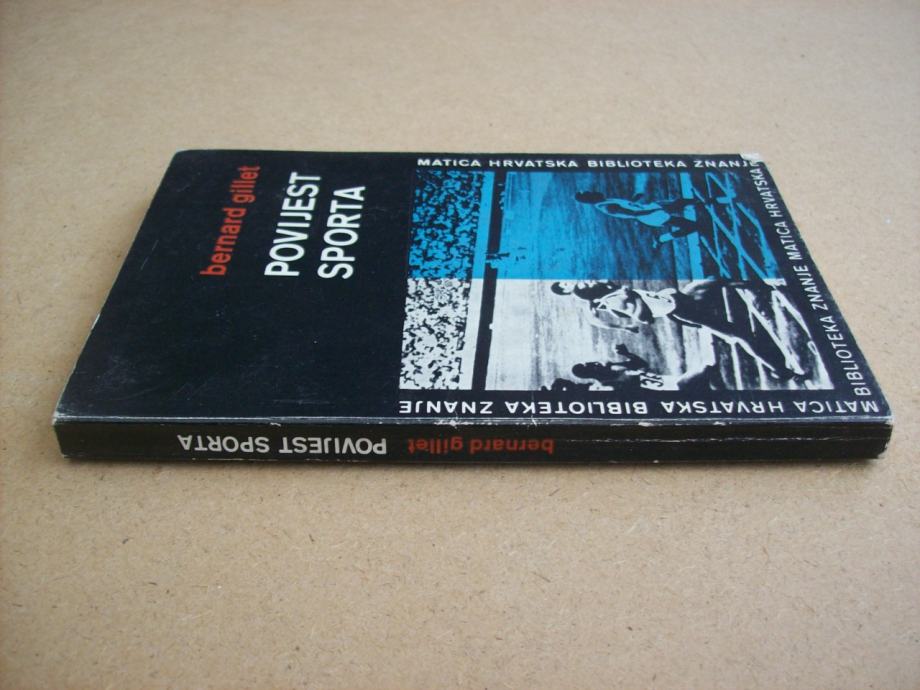 bernard gillet
POVIJEST
SPORTA
MATICA HRVATSKA BIBLIOTEKA ZNANJE
BIBLIOTEKA ZNANJE MATICA HRVATSKA
MATICA HRVATSKA BIBLIOTEKA ZNANJE
bernard gillet POVIJEST SPORTA